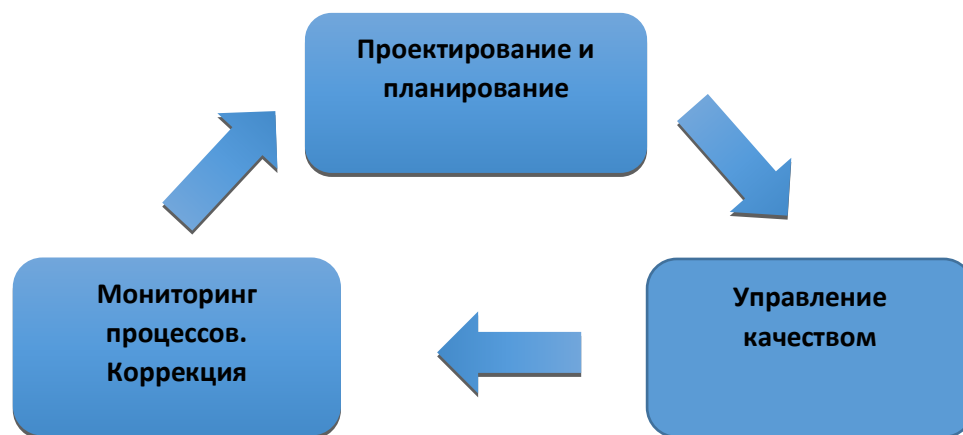 Проектирование и
планирование
Мониторинг
процессов.
Коррекция
Управление
качеством